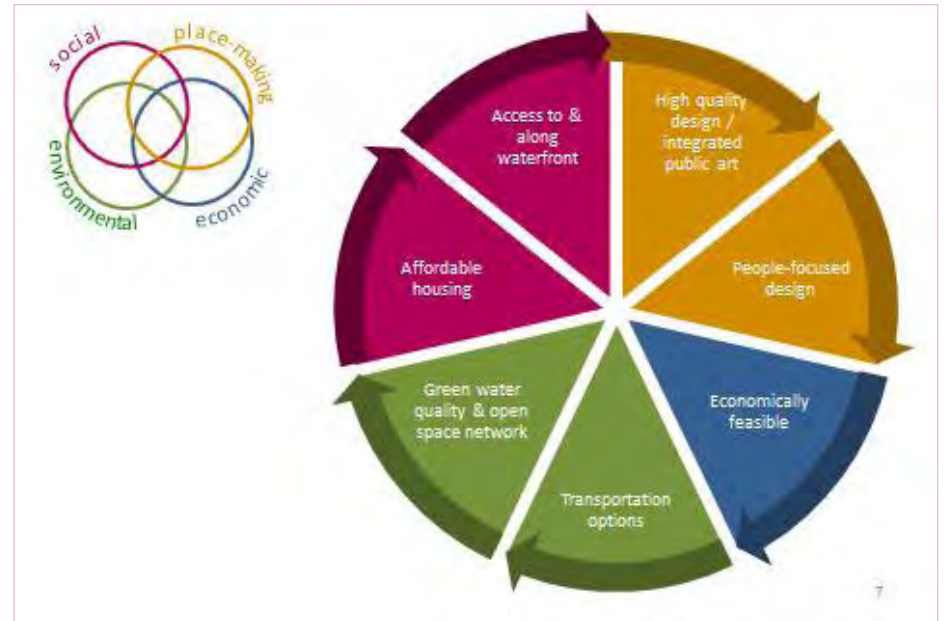 social
place-making
environmental
economic
Access to &
along
waterfront
High quality
design /
integrated
public art
Affordable
housing
People-focused
design
Green water
quality & open
space network
Economically
feasible
Transportation
options
7